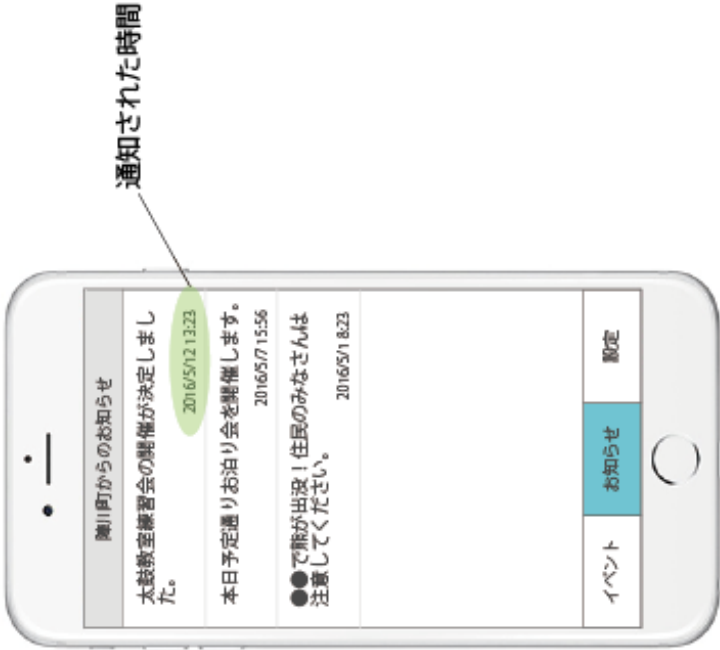 通知された時間
陣川町からのお知らせ
太鼓教室練習会の開催が決定しまし
た。
2016/5/12 13:23
本日予定通りお泊り会を開催します。
2016/5/7 15:56
●●で熊が出没！住民のみなさんは
注意してください。
2016/5/1 8:23
イベント
お知らせ
設定